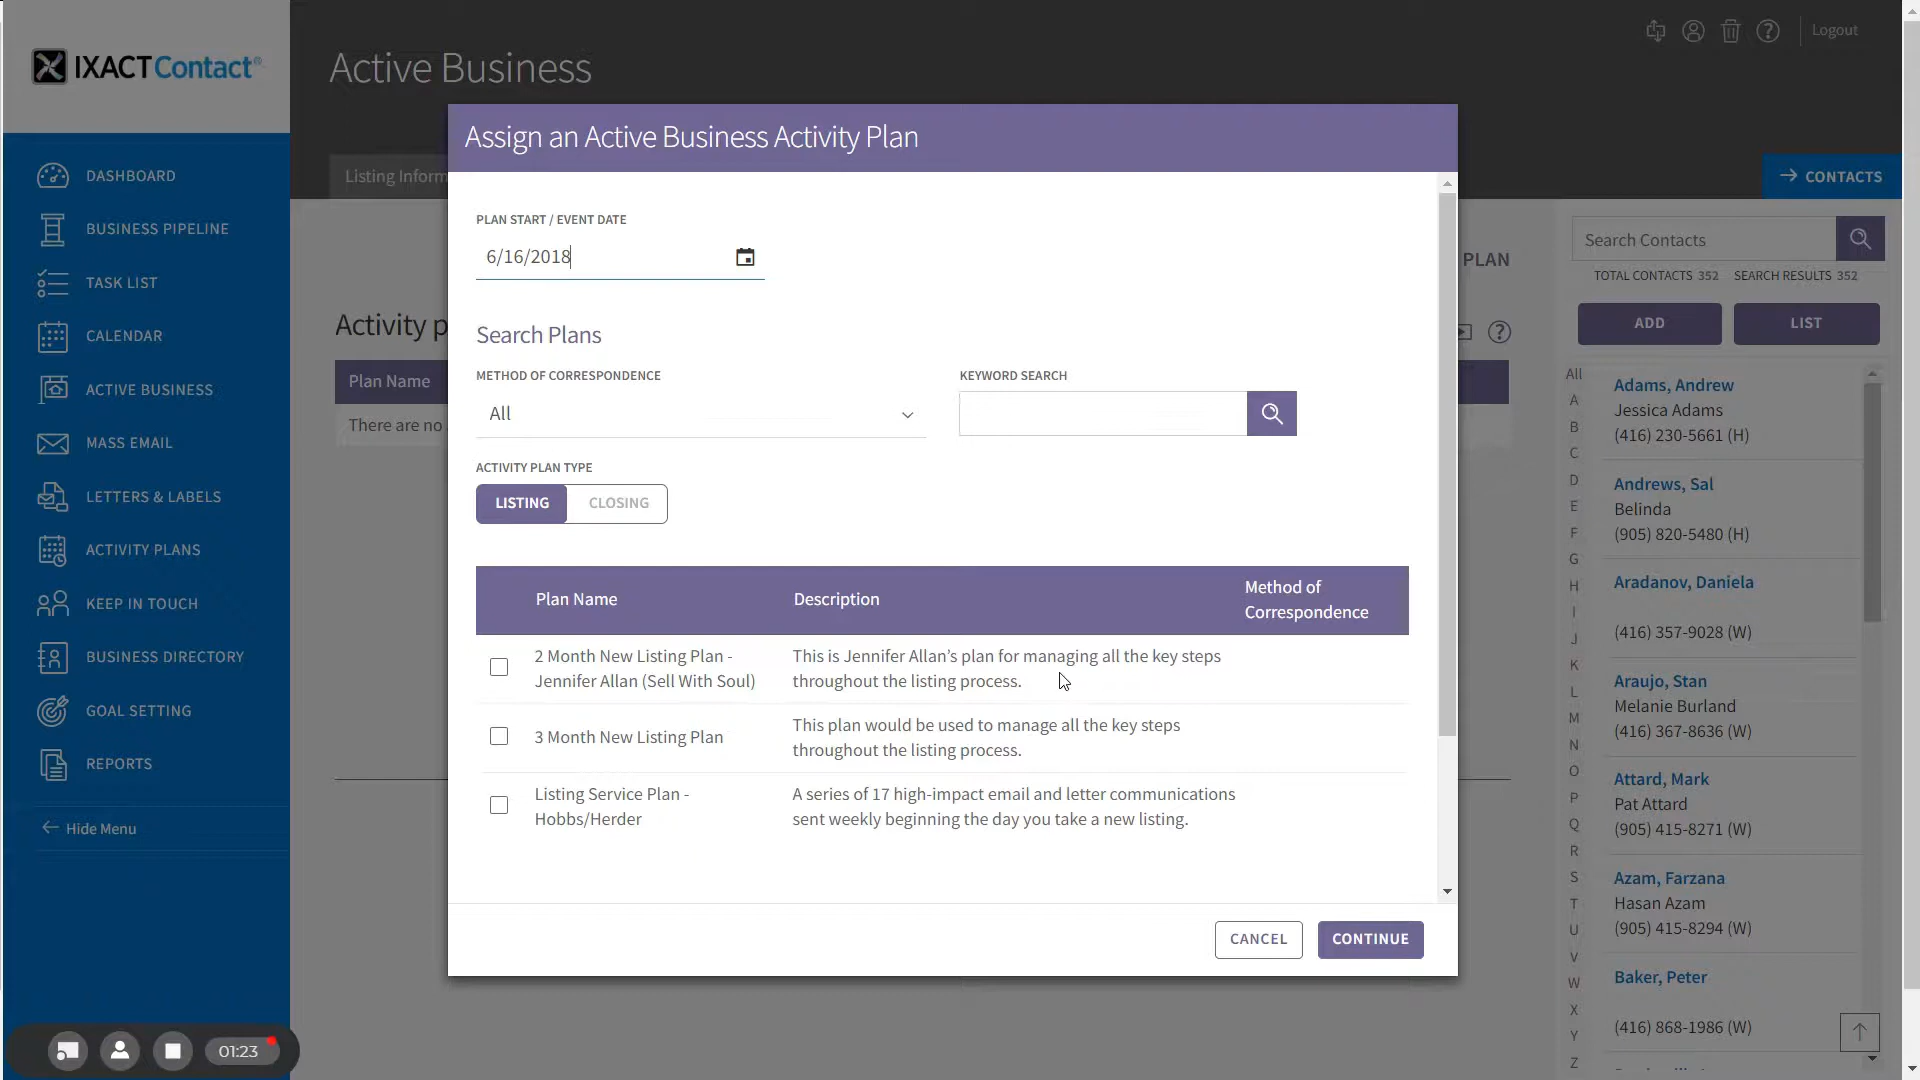 IXACTContact®
Active Business
Logout
Listing Inform
CONTACTS
DASHBOARD
BUSINESS PIPELINE
TASK LIST
CALENDAR
ACTIVE BUSINESS
MASS EMAIL
LETTERS & LABELS
ACTIVITY PLANS
KEEP IN TOUCH
BUSINESS DIRECTORY
GOAL SETTING
REPORTS
Hide Menu
01:23
Activity p
Plan Name
There are no
PLAN
Assign an Active Business Activity Plan
PLAN START / EVENT DATE
6/16/2018
Search Plans
METHOD OF CORRESPONDENCE
KEYWORD SEARCH
All
ACTIVITY PLAN TYPE
LISTING CLOSING
Plan Name Description Method of
Correspondence
2 Month New Listing Plan -
Jennifer Allan (Sell With Soul)
This is Jennifer Allan's plan for managing all the key steps
throughout the listing process.
3 Month New Listing Plan
This plan would be used to manage all the key steps
throughout the listing process.
Listing Service Plan -
Hobbs/Herder
A series of 17 high-impact email and letter communications
sent weekly beginning the day you take a new listing.
CANCEL CONTINUE
Search Contacts
TOTAL CONTACTS 352 SEARCH RESULTS 352
ADD LIST
All
A
B
C
D
E
F
G
H
I
J
K
L
M
N
O
P
Q
R
S
T
U
V
W
X
Y
Z
Adams, Andrew
Jessica Adams
(416) 230-5661 (H)
Andrews, Sal
Belinda
(905) 820-5480 (H)
Aradanov, Daniela
(416) 357-9028 (W)
Araujo, Stan
Melanie Burland
(416) 367-8636 (W)
Attard, Mark
Pat Attard
(905) 415-8271 (W)
Azam, Farzana
Hasan Azam
(905) 415-8294 (W)
Baker, Peter
(416) 868-1986 (W)